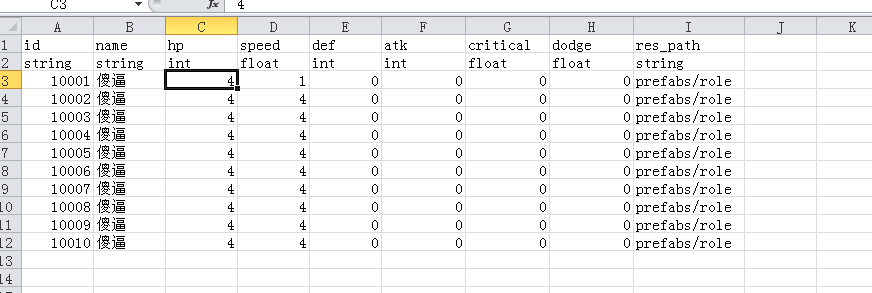 C3 fx 4
A B C D E F G H I J K
1 id name hp speed def atk critical dodge res_path
2 string string int float int int float float string
3 10001 傻逼 4 1 0 0 0 0 prefabs/role
4 10002 傻逼 4 4 0 0 0 0 prefabs/role
5 10003 傻逼 4 4 0 0 0 0 prefabs/role
6 10004 傻逼 4 4 0 0 0 0 prefabs/role
7 10005 傻逼 4 4 0 0 0 0 prefabs/role
8 10006 傻逼 4 4 0 0 0 0 prefabs/role
9 10007 傻逼 4 4 0 0 0 0 prefabs/role
10 10008 傻逼 4 4 0 0 0 0 prefabs/role
11 10009 傻逼 4 4 0 0 0 0 prefabs/role
12 10010 傻逼 4 4 0 0 0 0 prefabs/role
13
14